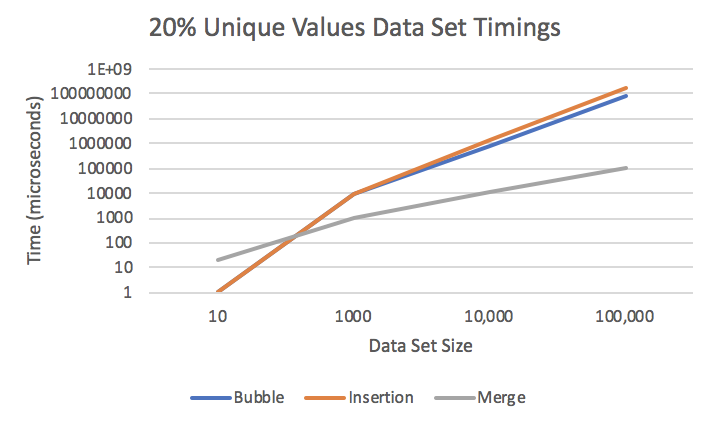 20% Unique Values Data Set Timings
1E+09
100000000
10000000
1000000
100000
10000
1000
100
10
1
Time (microseconds)
10 1000 10,000 100,000
Data Set Size
Bubble Insertion Merge